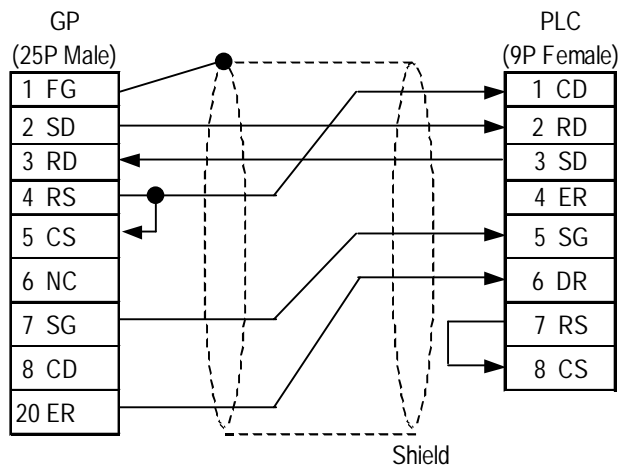 GP
(25P Male)
1 FG
2 SD
3 RD
4 RS
5 CS
6 NC
7 SG
8 CD
20 ER
PLC
(9P Female)
1 CD
2 RD
3 SD
4 ER
5 SG
6 DR
7 RS
8 CS
Shield